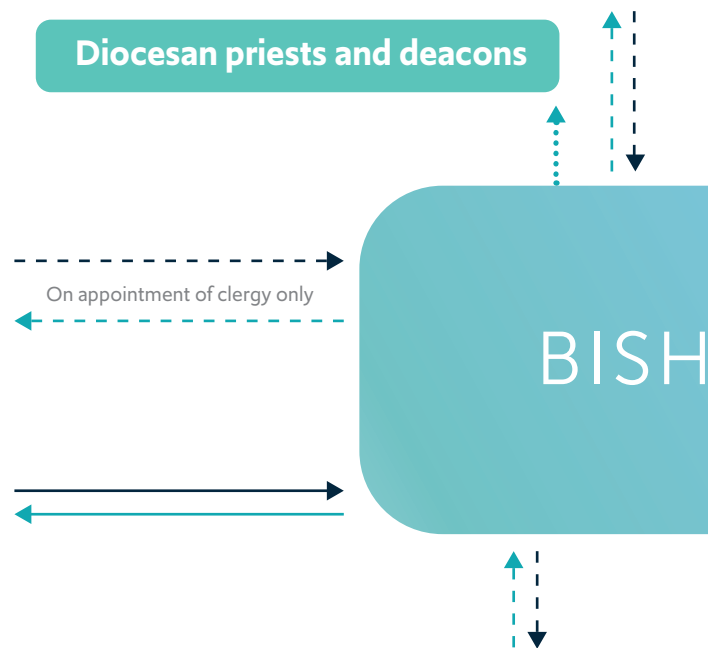 Diocesan priests and deacons
On appointment of clergy only
BISH